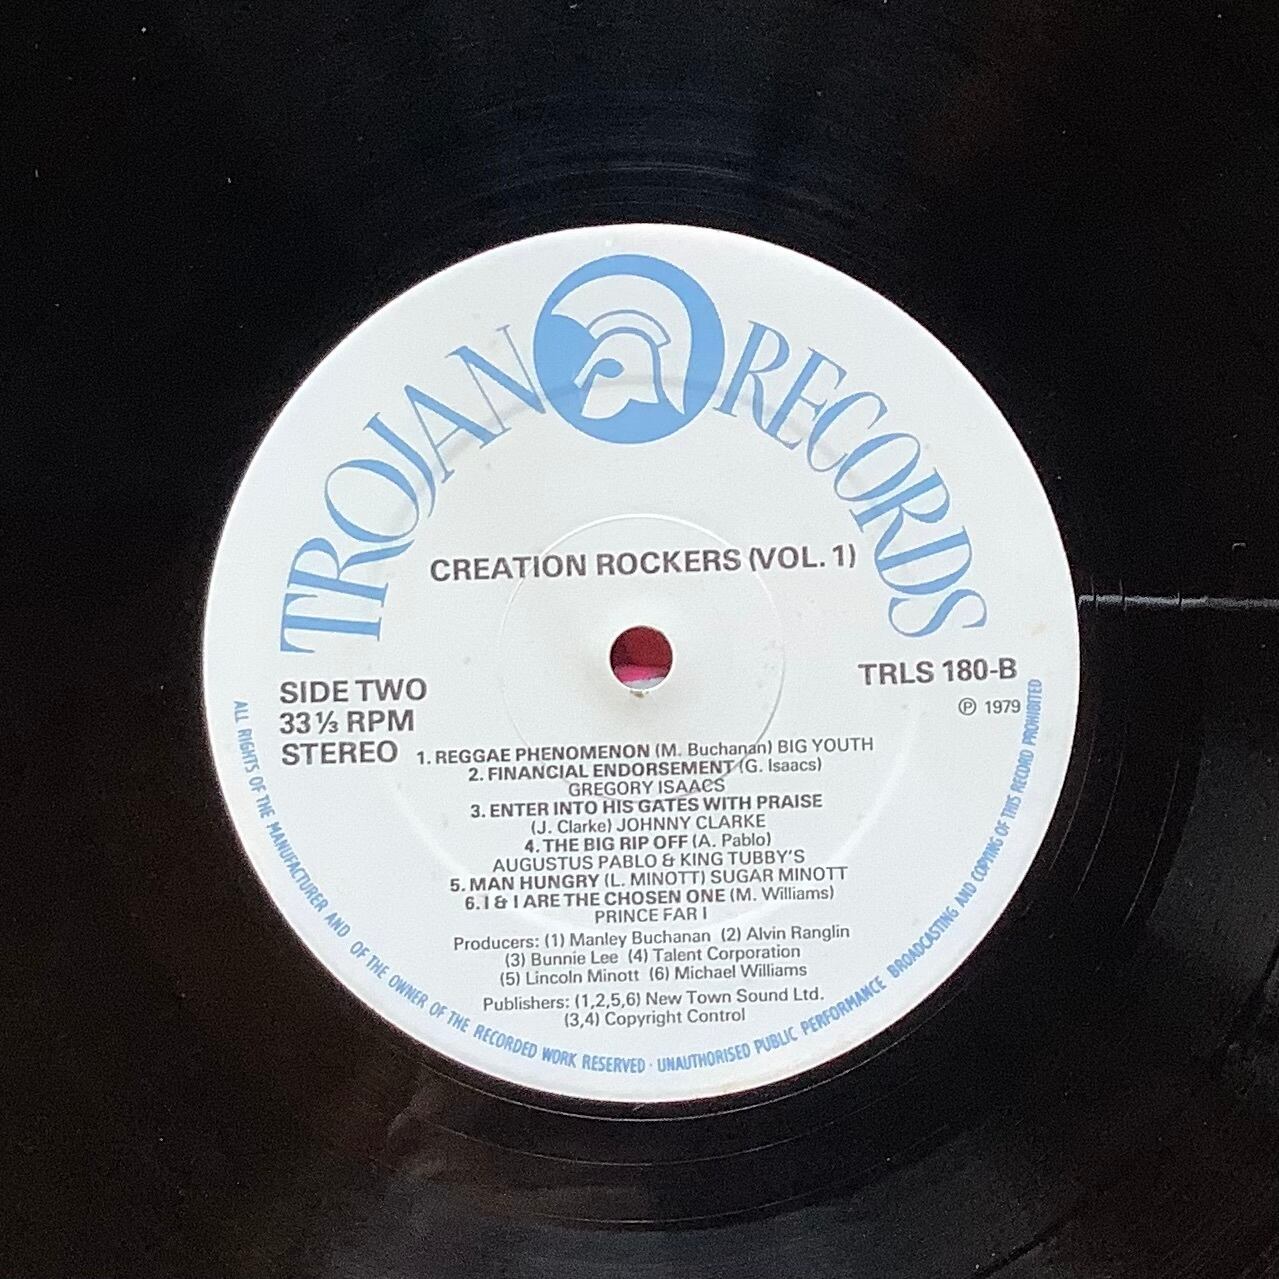 TROJAN RECORDS
CREATION ROCKERS (VOL. 1)
SIDE TWO
33⅓ RPM
STEREO
TRLS 180-B
Ⓟ 1979
1. REGGAE PHENOMENON (M. Buchanan) BIG YOUTH
2. FINANCIAL ENDORSEMENT (G. Isaacs)
GREGORY ISAACS
3. ENTER INTO HIS GATES WITH PRAISE
(J. Clarke) JOHNNY CLARKE
4. THE BIG RIP OFF (A. Pablo)
AUGUSTUS PABLO & KING TUBBY'S
5. MAN HUNGRY (L. MINOTT) SUGAR MINOTT
6. I & I ARE THE CHOSEN ONE (M. Williams)
PRINCE FAR I
Producers: (1) Manley Buchanan (2) Alvin Ranglin
(3) Bunnie Lee (4) Talent Corporation
(5) Lincoln Minott (6) Michael Williams
Publishers: (1,2,5,6) New Town Sound Ltd.
(3,4) Copyright Control
ALL RIGHTS OF THE MANUFACTURER AND OF THE OWNER OF THE RECORDED WORK RESERVED · UNAUTHORISED PUBLIC PERFORMANCE BROADCASTING AND COPYING OF THIS RECORD PROHIBITED